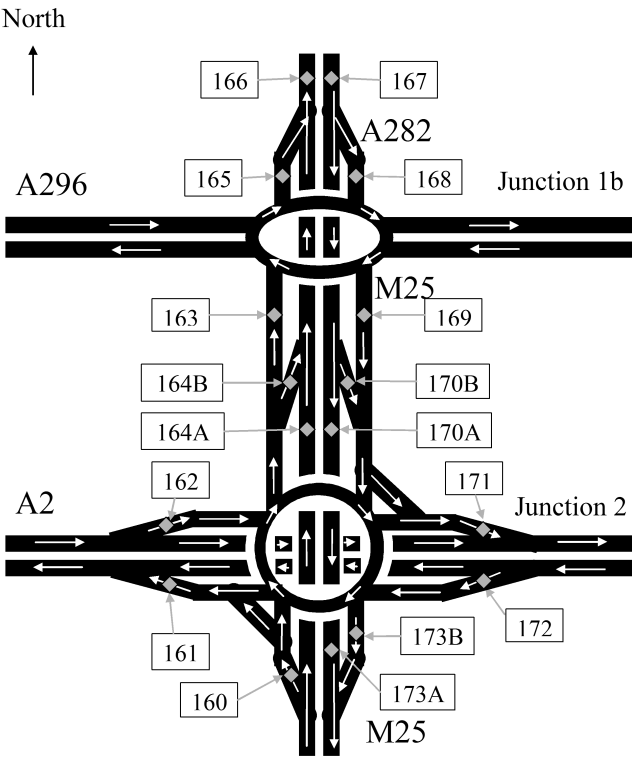 North
166
167
A282
165
168
A296
Junction 1b
M25
163
169
164B
170B
164A
170A
162
171
A2
Junction 2
161
172
173B
160
173A
M25